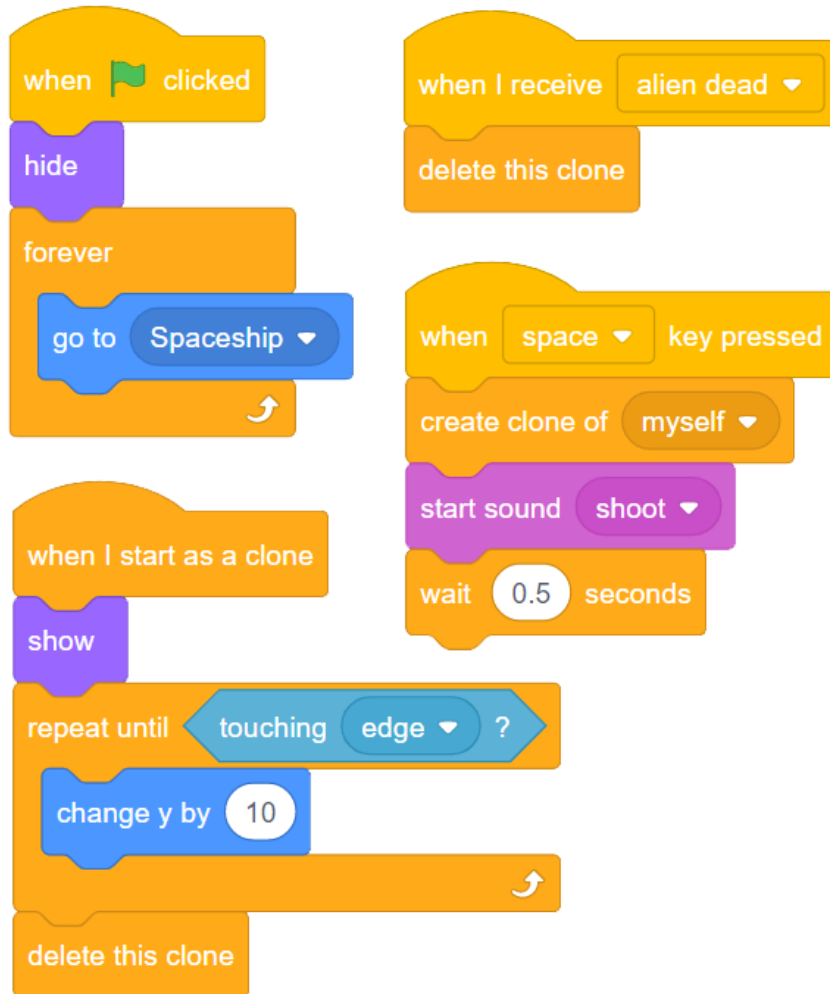 when clicked
hide
forever
go to Spaceship
when I start as a clone
show
repeat until touching edge ?
change y by 10
delete this clone
when I receive alien dead
delete this clone
when space key pressed
create clone of myself
start sound shoot
wait 0.5 seconds